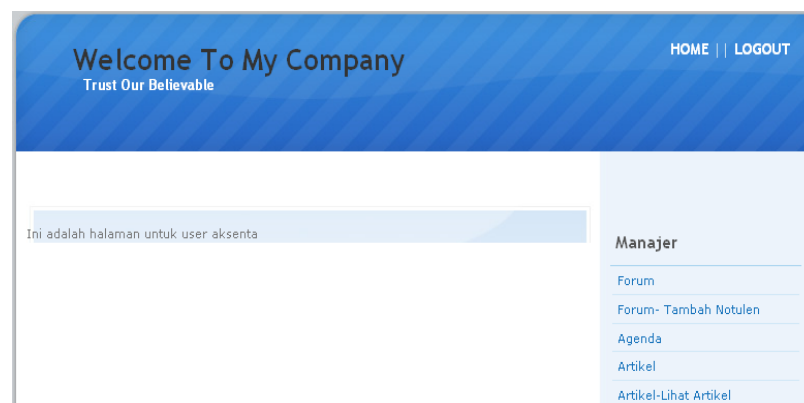 Welcome To My Company
Trust Our Believable
HOME || LOGOUT
Ini adalah halaman untuk user aksenta
Manajer
Forum
Forum- Tambah Notulen
Agenda
Artikel
Artikel-Lihat Artikel